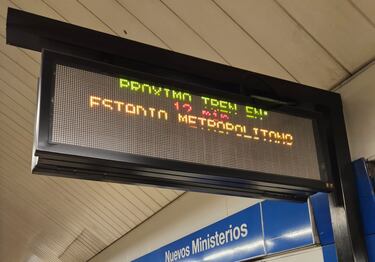 PROXIMO TREN EN:
12 min
ESTADIO METROPOLITANO
Nuevos Ministerios